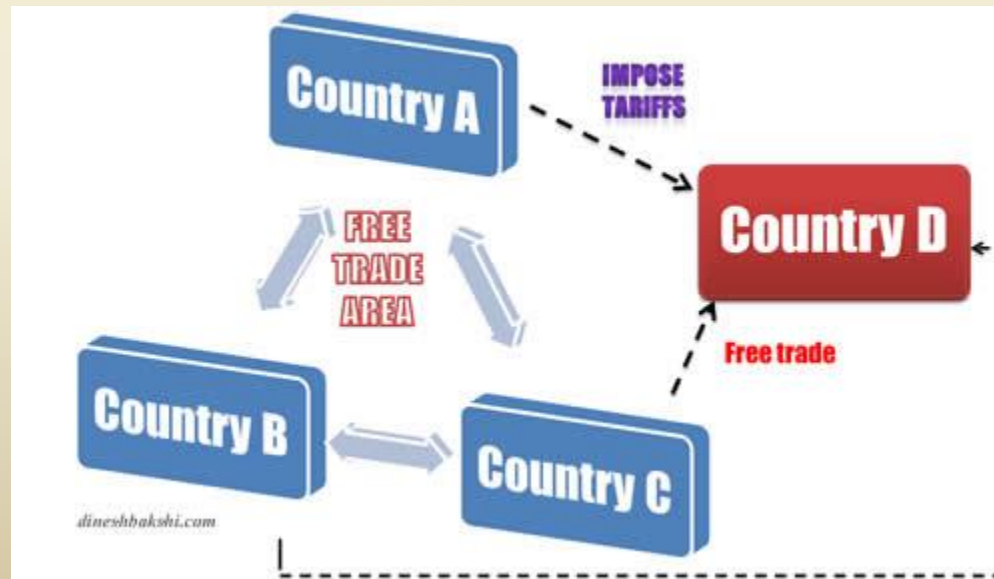 Country A
IMPOSE
TARIFFS
FREE
TRADE
AREA
Country D
Free trade
Country B
Country C
dineshbakshi.com